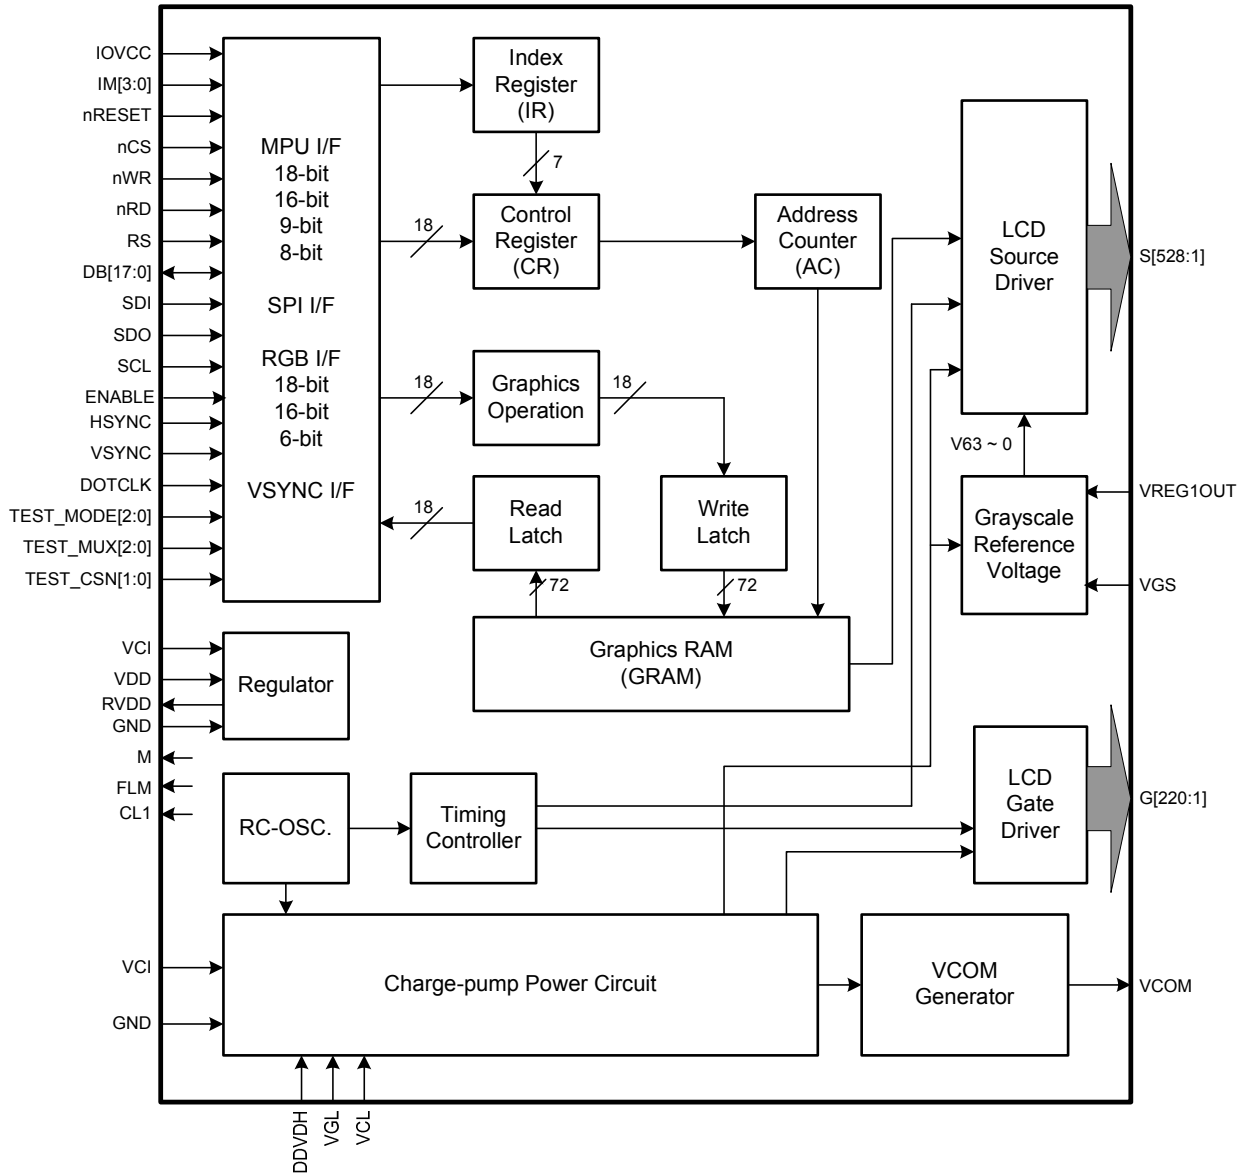 IOVCC
IM[3:0]
nRESET
nCS
nWR
nRD
RS
DB[17:0]
SDI
SDO
SCL
ENABLE
HSYNC
VSYNC
DOTCLK
TEST_MODE[2:0]
TEST_MUX[2:0]
TEST_CSN[1:0]
MPU I/F
18-bit
16-bit
9-bit
8-bit
SPI I/F
RGB I/F
18-bit
16-bit
6-bit
VSYNC I/F
Index
Register
(IR)
7
18
Control
Register
(CR)
Address
Counter
(AC)
18
Graphics
Operation
18
18
Read
Latch
Write
Latch
72
72
Graphics RAM
(GRAM)
LCD
Source
Driver
S[528:1]
V63 ~ 0
Grayscale
Reference
Voltage
VREG1OUT
VGS
VCI
VDD
RVDD
GND
Regulator
M
FLM
CL1
RC-OSC.
Timing
Controller
LCD
Gate
Driver
G[220:1]
VCI
GND
Charge-pump Power Circuit
VCOM
Generator
VCOM
DDVDH
VGL
VCL